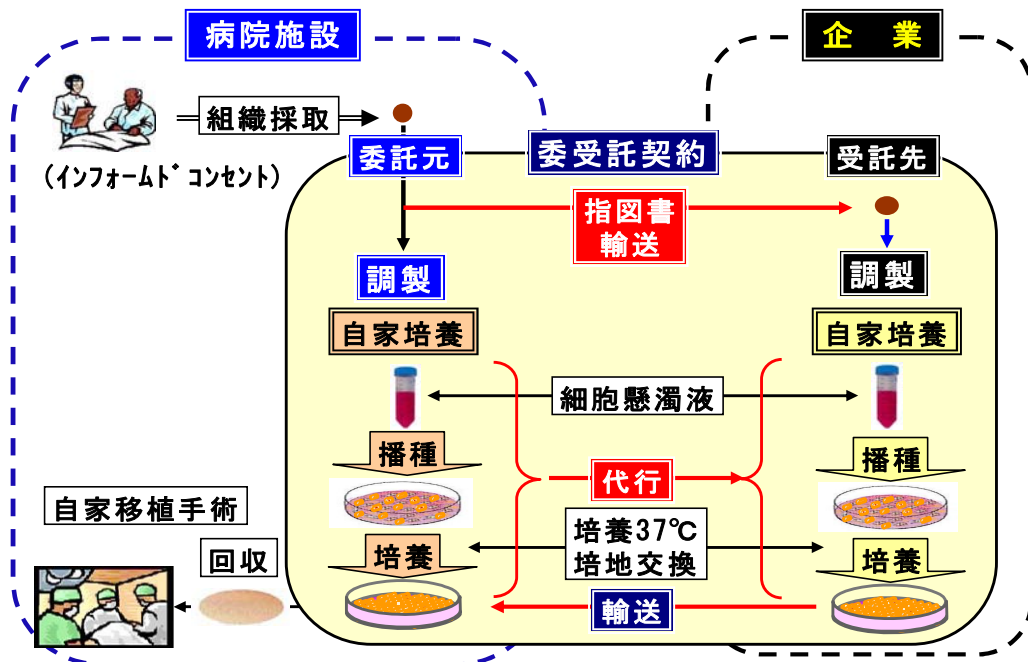 病院施設
企業
組織採取
(インフォームドコンセント)
委託元
委受託契約
受託先
指図書
輸送
調製
調製
自家培養
自家培養
細胞懸濁液
播種
播種
代行
自家移植手術
培養37℃
培地交換
回収
培養
培養
輸送